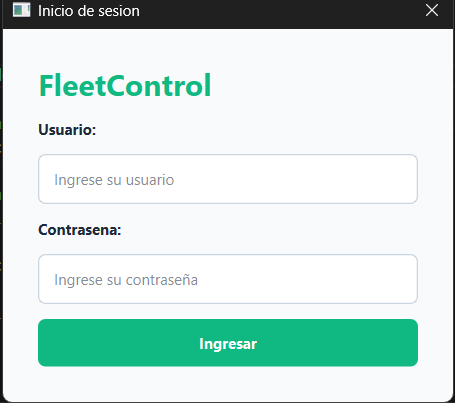 Inicio de sesion
FleetControl
Usuario:
Ingrese su usuario
Contrasena:
Ingrese su contraseña
Ingresar